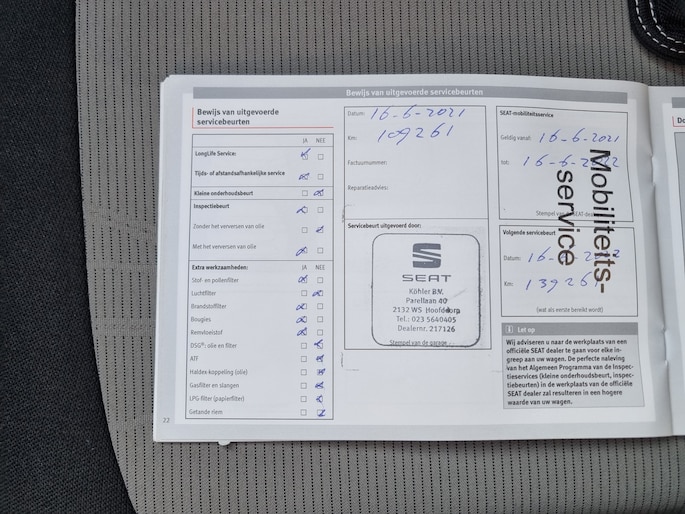 Bewijs van uitgevoerde servicebeurten
Bewijs van uitgevoerde
servicebeurten
JA NEE
LongLife Service:
Tijds- of afstandsafhankelijke service
Kleine onderhoudsbeurt
Inspectiebeurt
Zonder het verversen van olie
Met het verversen van olie
Extra werkzaamheden: JA NEE
Stof- en pollenfilter
Luchtfilter
Brandstoffilter
Bougies
Remvloeistof
DSG®: olie en filter
ATF
Haldex-koppeling (olie)
Gasfilter en slangen
LPG filter (papierfilter)
Getande riem
22
Datum: 16-6-2021
Km: 109261
Factuurnummer:
Reparatieadvies:
Servicebeurt uitgevoerd door:
SEAT
Köhler B.V.
Parellaan 40
2132 WS Hoofddorp
Tel.: 023 5640405
Dealernr. 217126
Stempel van de garage
SEAT-mobiliteitsservice
Geldig vanaf: 16-6-2021
tot: 16-6-2022
Mobiliteits-
service
Stempel van de SEAT dealer
Volgende servicebeurt
Datum: 16-6-2022
Km: 139261
(wat als eerste bereikt wordt)
Let op
Wij adviseren u naar de werkplaats van een
officiële SEAT dealer te gaan voor elke in-
greep aan uw wagen. De perfecte naleving
van het Algemeen Programma van de Inspec-
tieservices (kleine onderhoudsbeurt, inspec-
tiebeurten) in de werkplaats van de officiële
SEAT dealer zal resulteren in een hogere
waarde van uw wagen.
Do